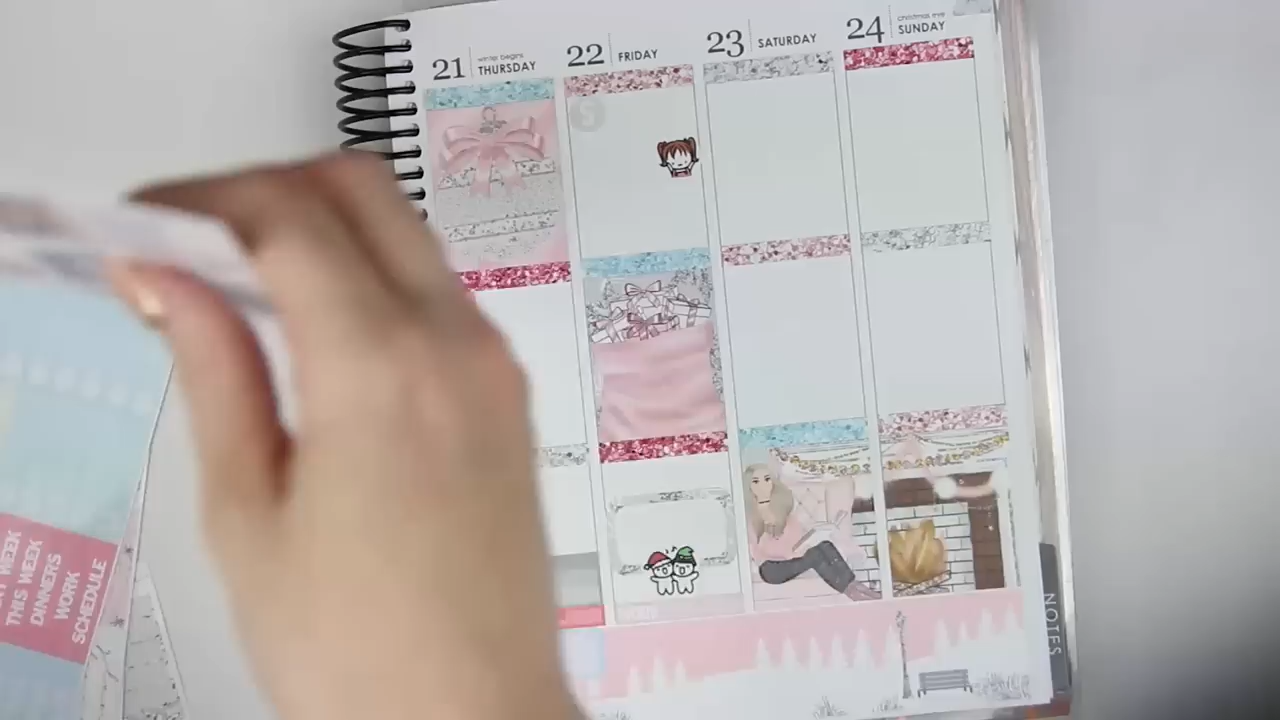 21 winter begins THURSDAY
22 FRIDAY
23 SATURDAY
24 christmas eve SUNDAY
WEEK
THIS WEEK
DINNERS
WORK
SCHEDULE
NOTES